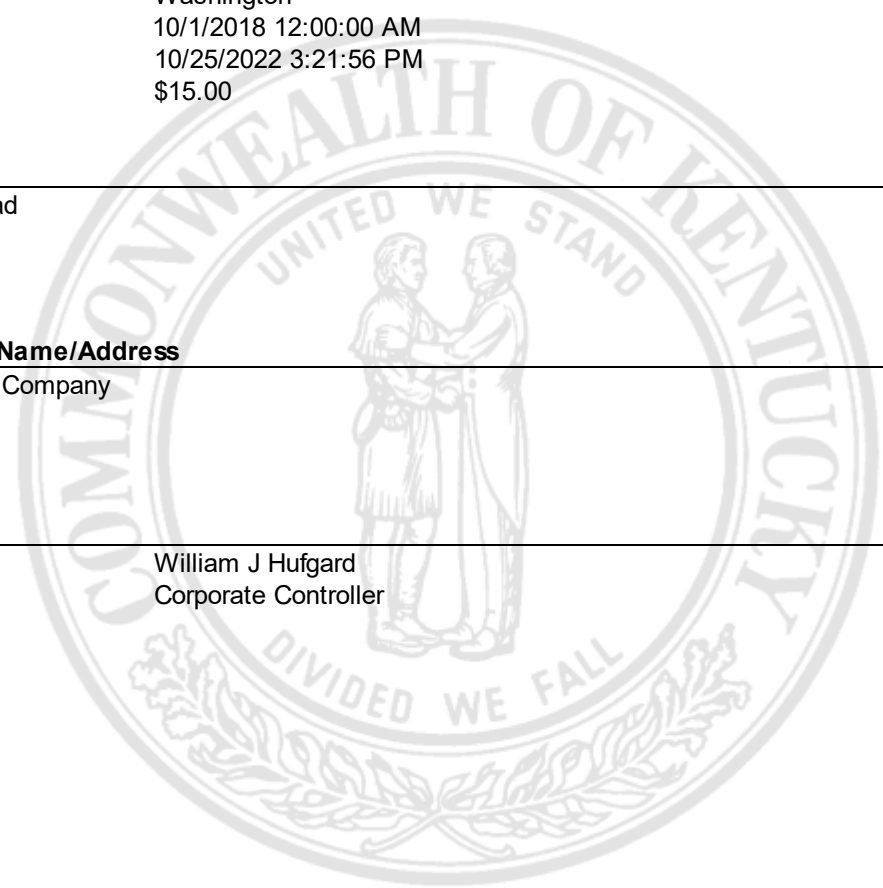 Washington
10/1/2018 12:00:00 AM
10/25/2022 3:21:56 PM
$15.00
ad
Name/Address
Company
William J Hufgard
Corporate Controller
COMMONWEALTH OF KENTUCKY
UNITED WE STAND
DIVIDED WE FALL